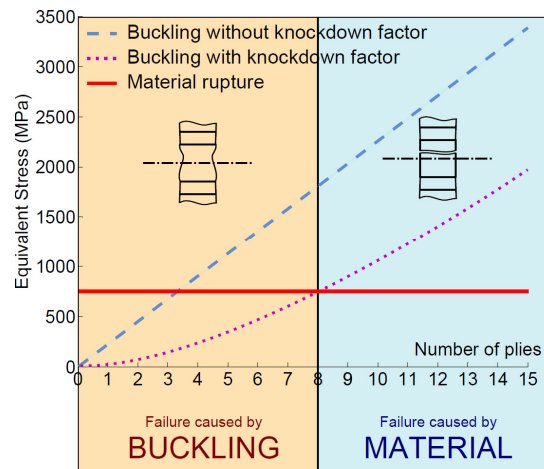 Buckling without knockdown factor
Buckling with knockdown factor
Material rupture
Equivalent Stress (MPa)
3500
3000
2500
2000
1500
1000
500
0
Number of plies
0 1 2 3 4 5 6 7 8 9 10 11 12 13 14 15
Failure caused by
BUCKLING
Failure caused by
MATERIAL